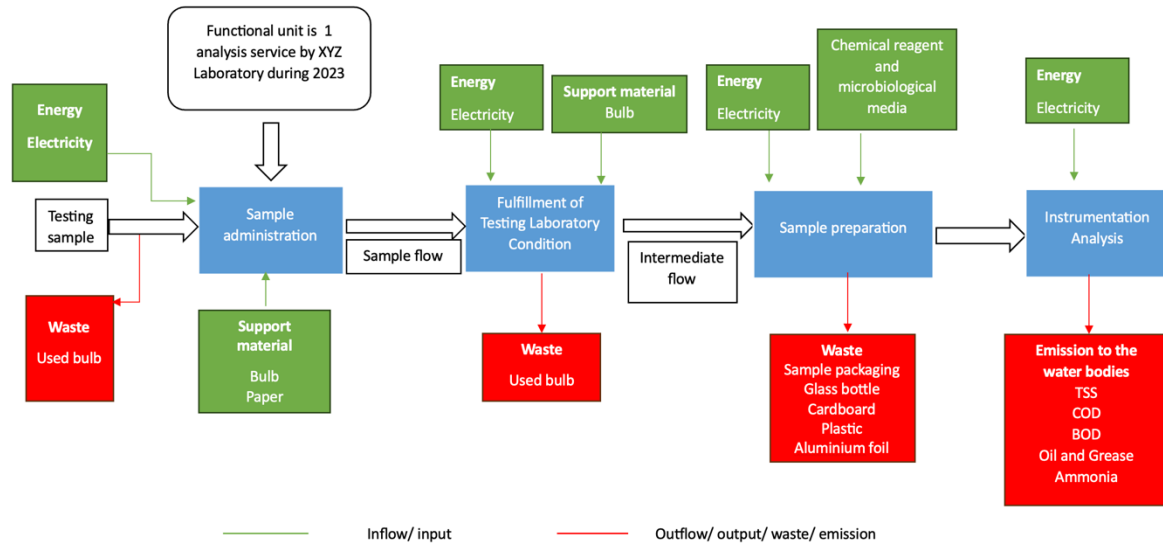 Functional unit is 1
analysis service by XYZ
Laboratory during 2023
Energy
Electricity
Testing
sample
Waste
Used bulb
Sample
administration
Support
material
Bulb
Paper
Sample flow
Energy
Electricity
Support material
Bulb
Fulfillment of
Testing Laboratory
Condition
Waste
Used bulb
Intermediate
flow
Energy
Electricity
Chemical reagent
and
microbiological
media
Sample preparation
Waste
Sample packaging
Glass bottle
Cardboard
Plastic
Aluminium foil
Energy
Electricity
Instrumentation
Analysis
Emission to the
water bodies
TSS
COD
BOD
Oil and Grease
Ammonia
Inflow/ input
Outflow/ output/ waste/ emission